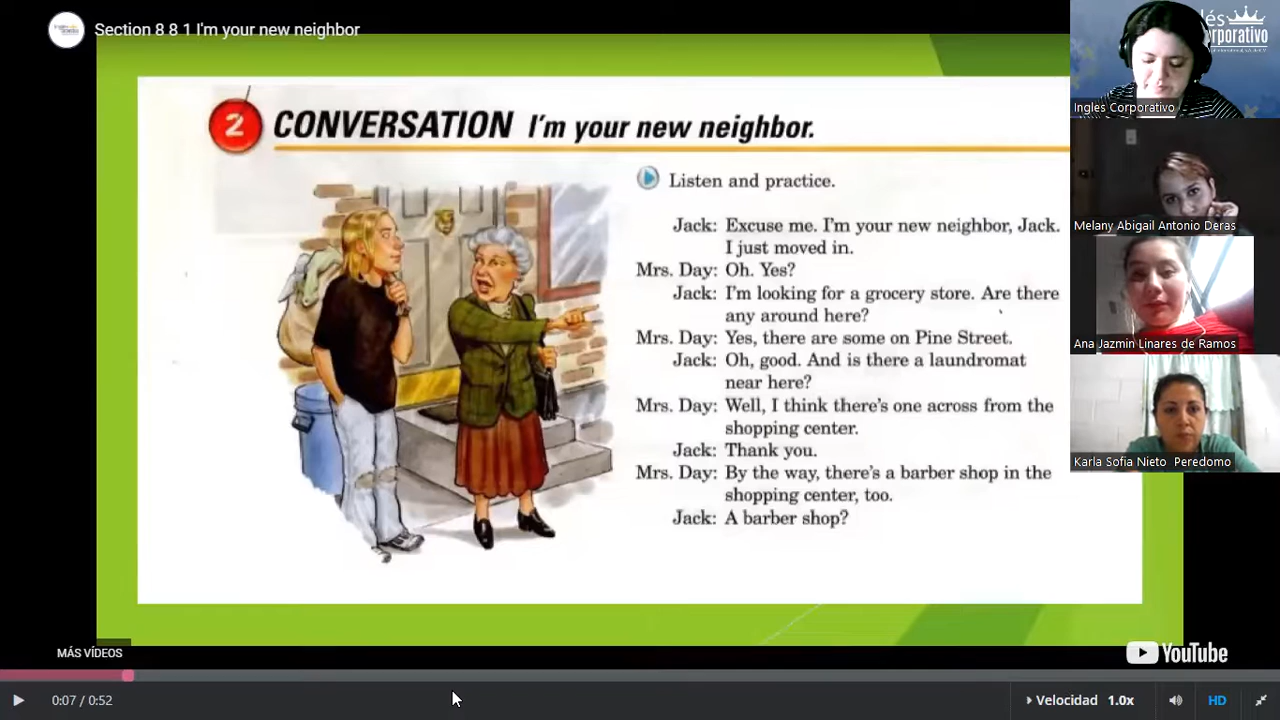 Section 8 8 1 I'm your new neighbor
2 CONVERSATION I'm your new neighbor.
Listen and practice.
Jack: Excuse me. I'm your new neighbor, Jack.
I just moved in.
Mrs. Day: Oh. Yes?
Jack: I'm looking for a grocery store. Are there
any around here?
Mrs. Day: Yes, there are some on Pine Street.
Jack: Oh, good. And is there a laundromat
near here?
Mrs. Day: Well, I think there's one across from the
shopping center.
Jack: Thank you.
Mrs. Day: By the way, there's a barber shop in the
shopping center, too.
Jack: A barber shop?
Ingles Corporativo
Melany Abigail Antonio Deras
Ana Jazmin Linares de Ramos
Karla Sofia Nieto Peredomo
MÁS VÍDEOS
YouTube
0:07 / 0:52
Velocidad 1.0x
HD